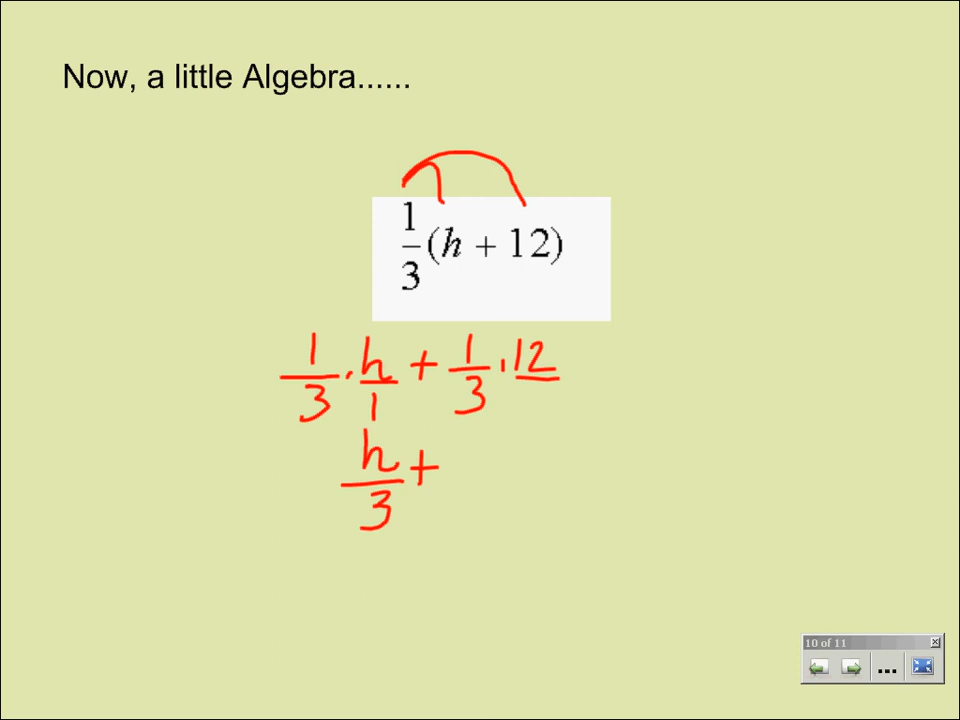 Now, a little Algebra......
1/3 (h + 12)
1/3 · h/1 + 1/3 · 12
h/3 +
10 of 11
...